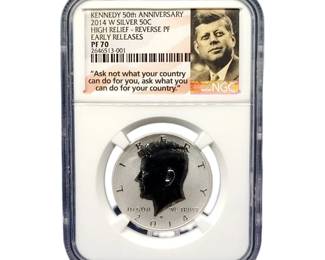 KENNEDY 50th ANNIVERSARY
2014 W SILVER 50C
HIGH RELIEF - REVERSE PF
EARLY RELEASES
PF 70
2646513-001
"Ask not what your country
can do for you, ask what you
can do for your country."
NGC
LIBERTY
IN GOD WE TRUST
2014